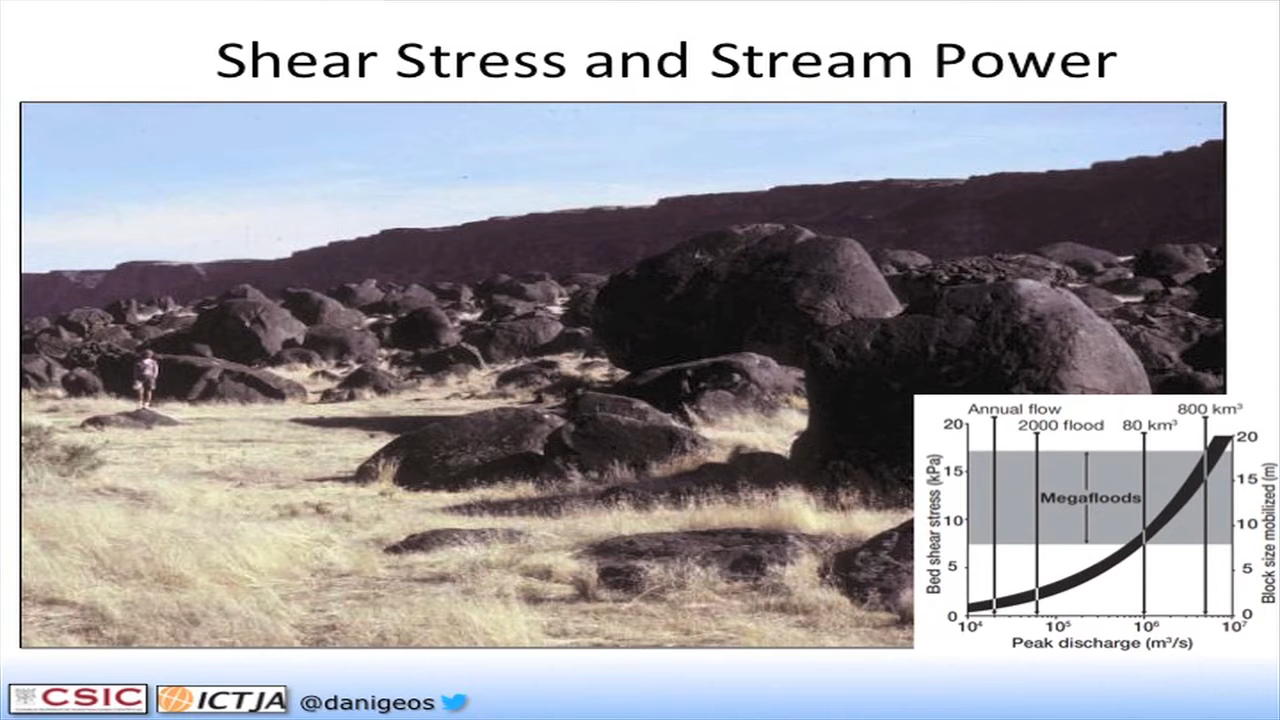 Shear Stress and Stream Power
Annual flow
800 km³
2000 flood
80 km³
20
15
10
5
0
Bed shear stress (kPa)
Megafloods
20
15
10
5
0
Block size mobilized (m)
10⁴
10⁵
10⁶
10⁷
Peak discharge (m³/s)
CSIC
ICTJA
@danigeos